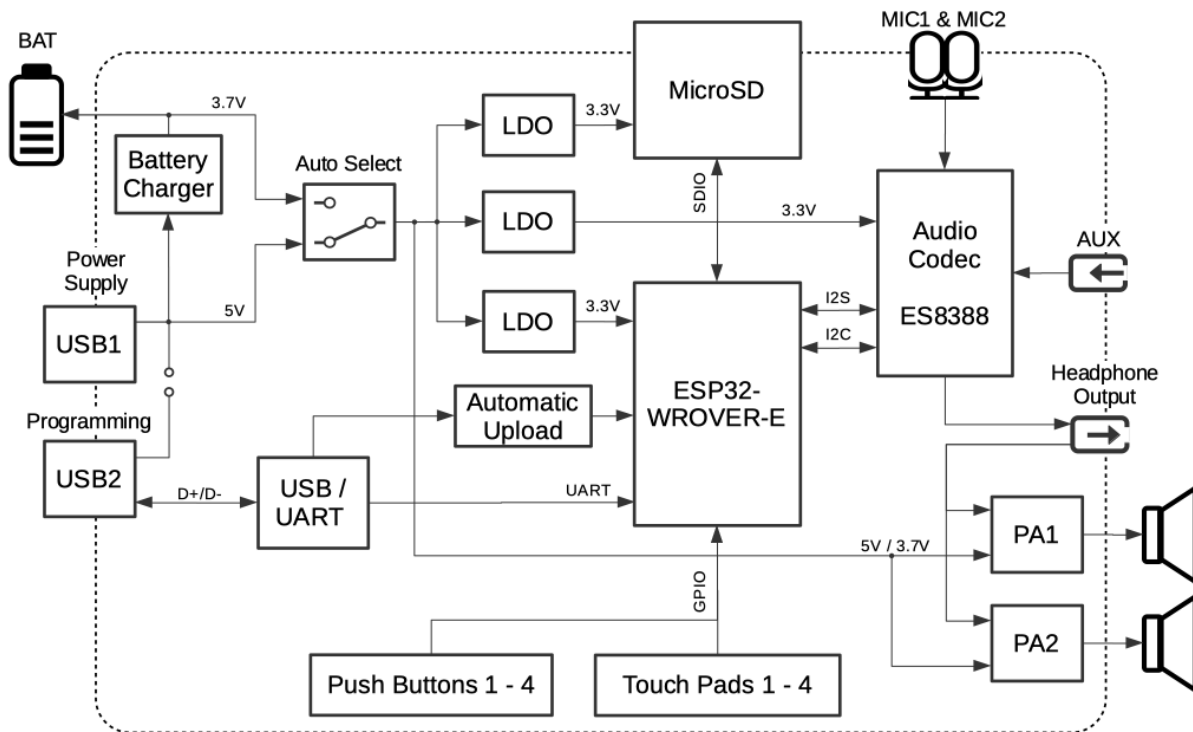 MIC1 & MIC2
BAT
MicroSD
3.7V
LDO
3.3V
Battery
Charger
Auto Select
SDIO
LDO
3.3V
Audio
Codec
ES8388
AUX
Power
Supply
5V
USB1
LDO
3.3V
I2S
I2C
ESP32-
WROVER-E
Headphone
Output
Automatic
Upload
Programming
USB2
D+/D-
USB /
UART
UART
5V / 3.7V
PA1
GPIO
PA2
Push Buttons 1 - 4
Touch Pads 1 - 4